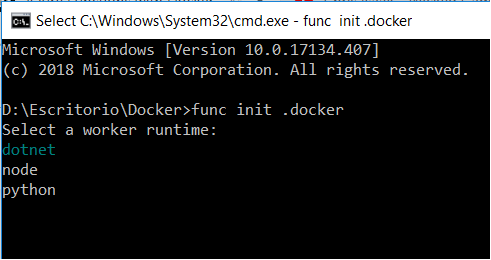 Select C:\Windows\System32\cmd.exe - func  init .docker
Microsoft Windows [Version 10.0.17134.407]
(c) 2018 Microsoft Corporation. All rights reserved.
D:\Escritorio\Docker>func init .docker
Select a worker runtime:
dotnet
node
python